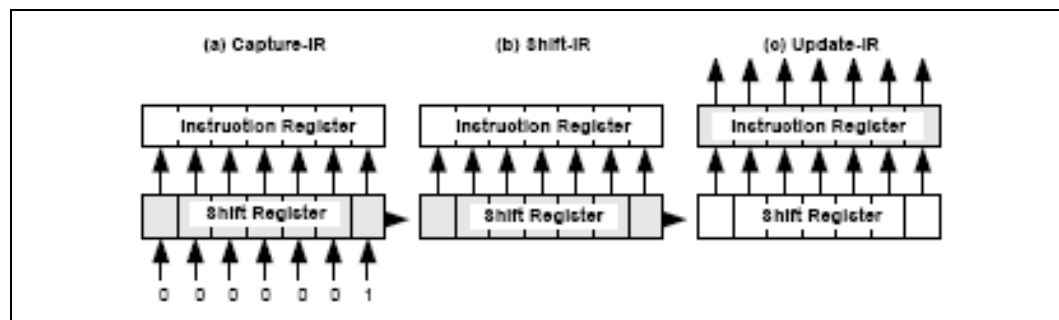 (a) Capture-IR (b) Shift-IR (c) Update-IR
Instruction Register Instruction Register Instruction Register
Shift Register Shift Register Shift Register
0 0 0 0 0 0 1